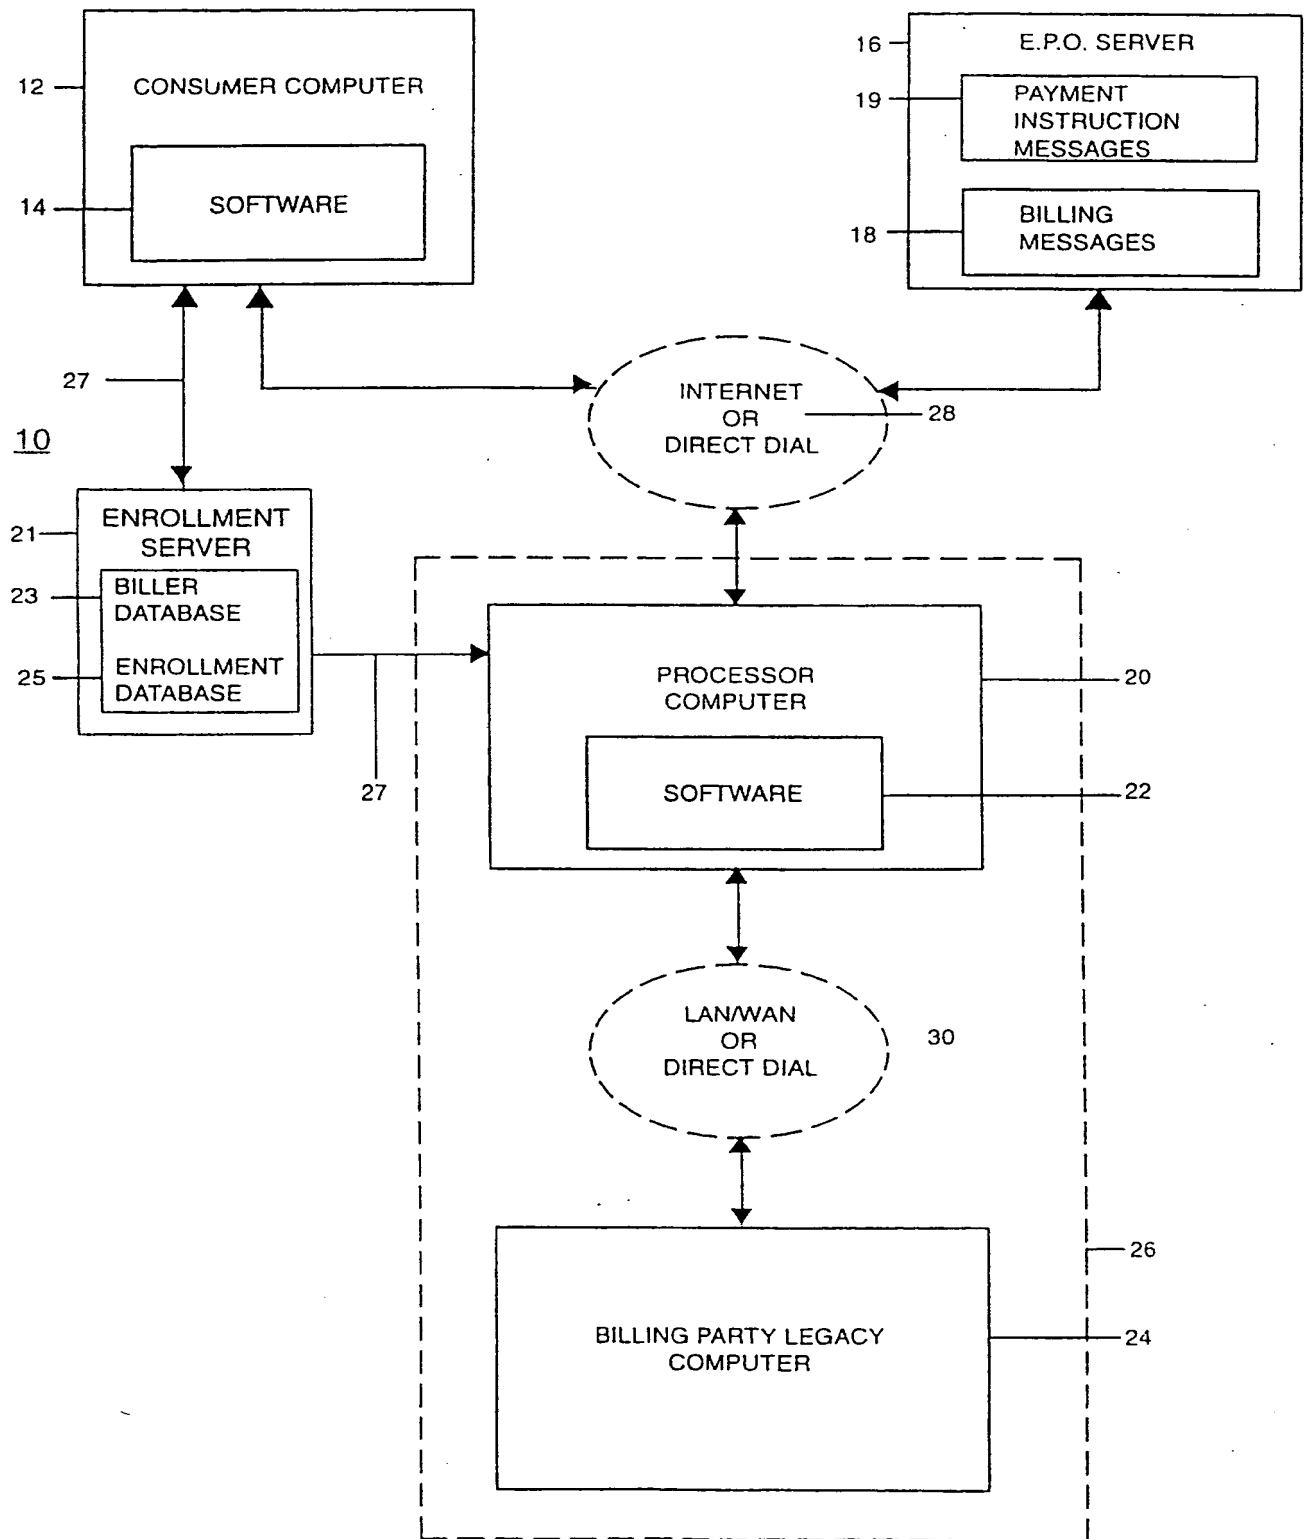 12
CONSUMER COMPUTER
14
SOFTWARE
16
E.P.O. SERVER
19
PAYMENT
INSTRUCTION
MESSAGES
18
BILLING
MESSAGES
27
INTERNET
OR
DIRECT DIAL
28
10
21
ENROLLMENT
SERVER
23
BILLER
DATABASE
25
ENROLLMENT
DATABASE
27
PROCESSOR
COMPUTER
20
SOFTWARE
22
LAN/WAN
OR
DIRECT DIAL
30
26
BILLING PARTY LEGACY
COMPUTER
24